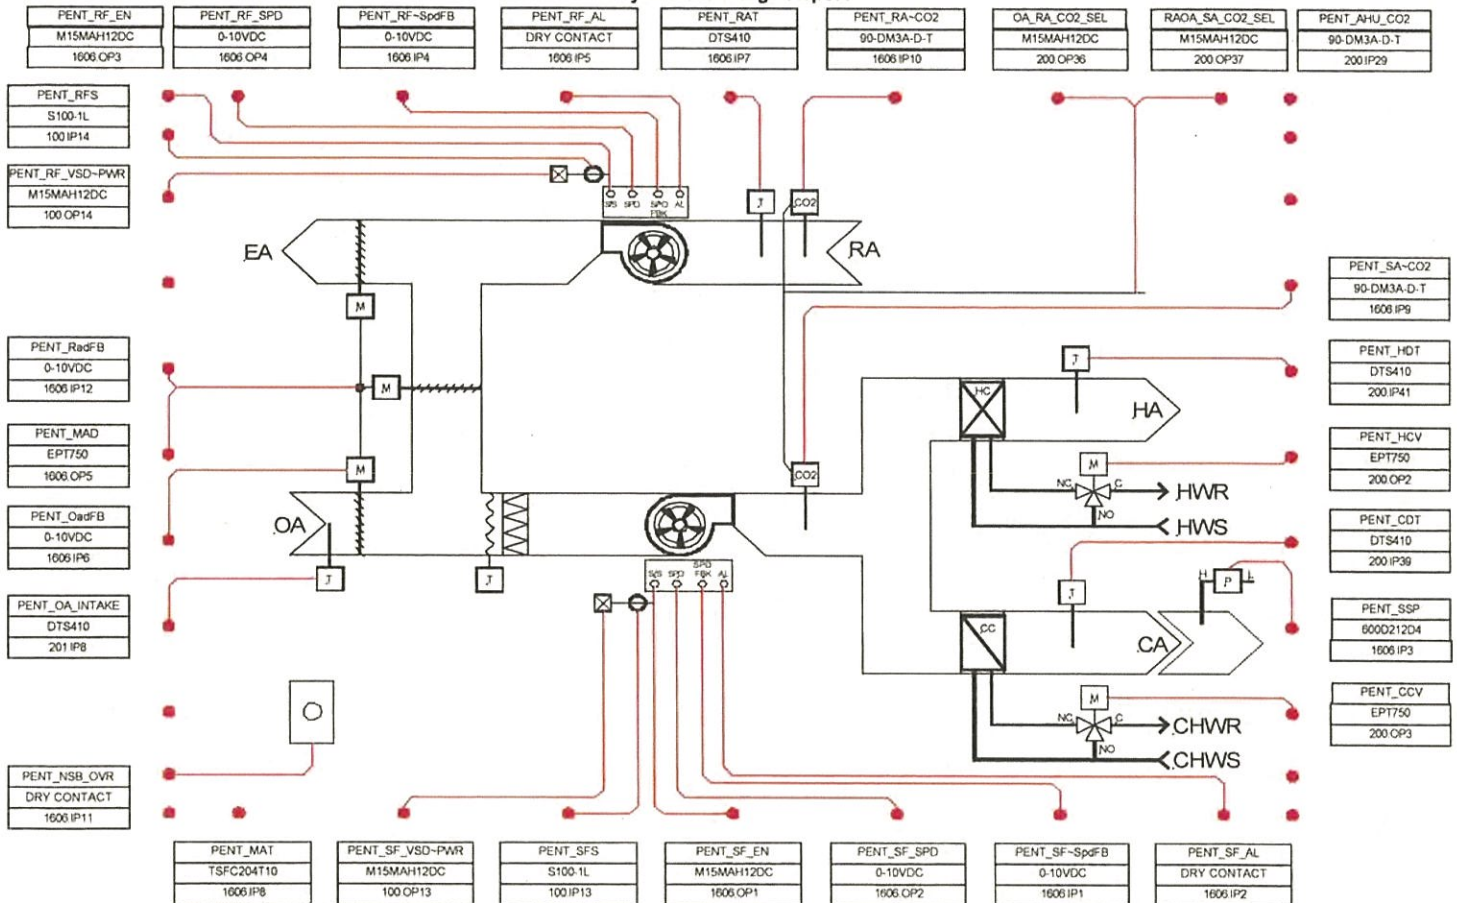 PENT_RF_EN
M15MAH12DC
1606 OP3
PENT_RF_SPD
0-10VDC
1606 OP4
PENT_RF~SpdFB
0-10VDC
1606 IP4
PENT_RF_AL
DRY CONTACT
1606 IP5
PENT_RAT
DTS410
1606 IP7
PENT_RA~CO2
90-DM3A-D-T
1606 IP10
OA_RA_CO2_SEL
M15MAH12DC
200 OP36
RAOA_SA_CO2_SEL
M15MAH12DC
200 OP37
PENT_AHU_CO2
90-DM3A-D-T
200 IP29
PENT_RFS
S100-1L
100 IP14
PENT_RF_VSD~PWR
M15MAH12DC
100 OP14
S/S SPD SPD FBK AL
J
CO2
EA
RA
M
PENT_SA~CO2
90-DM3A-D-T
1606 IP9
PENT_RadFB
0-10VDC
1606 IP12
M
J
HC
HA
PENT_HDT
DTS410
200 IP41
PENT_MAD
EPT750
1606 OP5
M
CO2
M
NC
C
NO
HWR
HWS
PENT_HCV
EPT750
200 OP2
PENT_OadFB
0-10VDC
1606 IP6
OA
PENT_CDT
DTS410
200 IP39
J
J
S/S SPD SPD FBK AL
J
H
P
L
PENT_OA_INTAKE
DTS410
201 IP8
CC
CA
PENT_SSP
600D212D4
1606 IP3
M
NC
C
NO
CHWR
CHWS
PENT_CCV
EPT750
200 OP3
PENT_NSB_OVR
DRY CONTACT
1606 IP11
PENT_MAT
TSFC204T10
1606 IP8
PENT_SF_VSD~PWR
M15MAH12DC
100 OP13
PENT_SFS
S100-1L
100 IP13
PENT_SF_EN
M15MAH12DC
1606 OP1
PENT_SF_SPD
0-10VDC
1606 OP2
PENT_SF~SpdFB
0-10VDC
1606 IP1
PENT_SF_AL
DRY CONTACT
1606 IP2